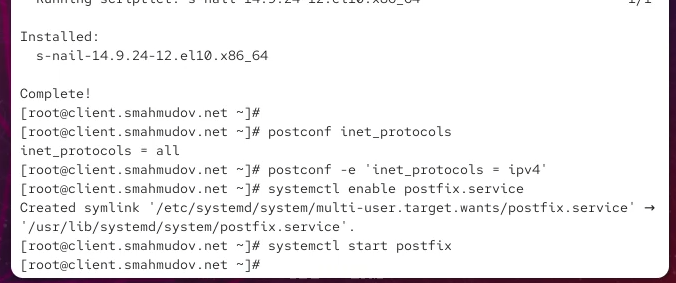 Running scriptlet: s-nail-14.9.24-12.el10.x86_64 1/1
Installed:
s-nail-14.9.24-12.el10.x86_64
Complete!
[root@client.smahmudov.net ~]#
[root@client.smahmudov.net ~]# postconf inet_protocols
inet_protocols = all
[root@client.smahmudov.net ~]# postconf -e 'inet_protocols = ipv4'
[root@client.smahmudov.net ~]# systemctl enable postfix.service
Created symlink '/etc/systemd/system/multi-user.target.wants/postfix.service' →
'/usr/lib/systemd/system/postfix.service'.
[root@client.smahmudov.net ~]# systemctl start postfix
[root@client.smahmudov.net ~]#